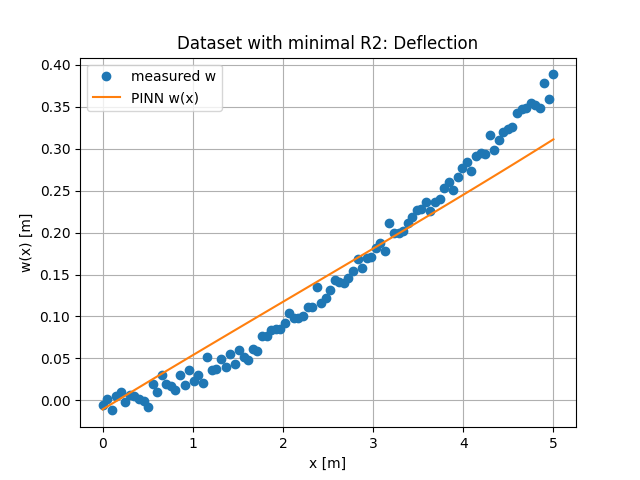 Dataset with minimal R2: Deflection
measured w
PINN w(x)
w(x) [m]
0.40
0.35
0.30
0.25
0.20
0.15
0.10
0.05
0.00
0 1 2 3 4 5
x [m]